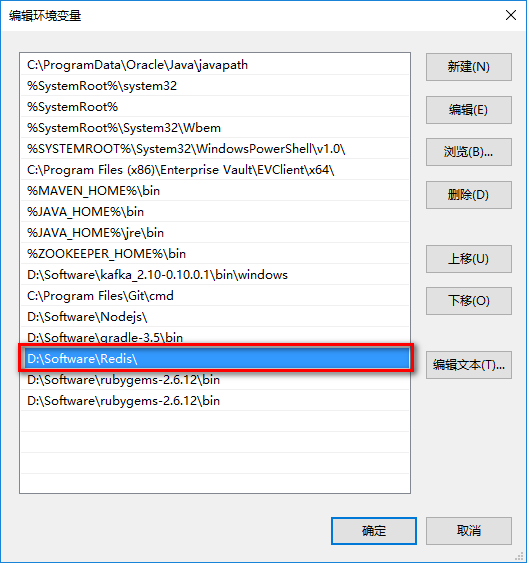 编辑环境变量
C:\ProgramData\Oracle\Java\javapath
%SystemRoot%\system32
%SystemRoot%
%SystemRoot%\System32\Wbem
%SYSTEMROOT%\System32\WindowsPowerShell\v1.0\
C:\Program Files (x86)\Enterprise Vault\EVClient\x64\
%MAVEN_HOME%\bin
%JAVA_HOME%\bin
%JAVA_HOME%\jre\bin
%ZOOKEEPER_HOME%\bin
D:\Software\kafka_2.10-0.10.0.1\bin\windows
C:\Program Files\Git\cmd
D:\Software\Nodejs\
D:\Software\gradle-3.5\bin
D:\Software\Redis\
D:\Software\rubygems-2.6.12\bin
D:\Software\rubygems-2.6.12\bin
新建(N)
编辑(E)
浏览(B)...
删除(D)
上移(U)
下移(O)
编辑文本(T)...
确定
取消